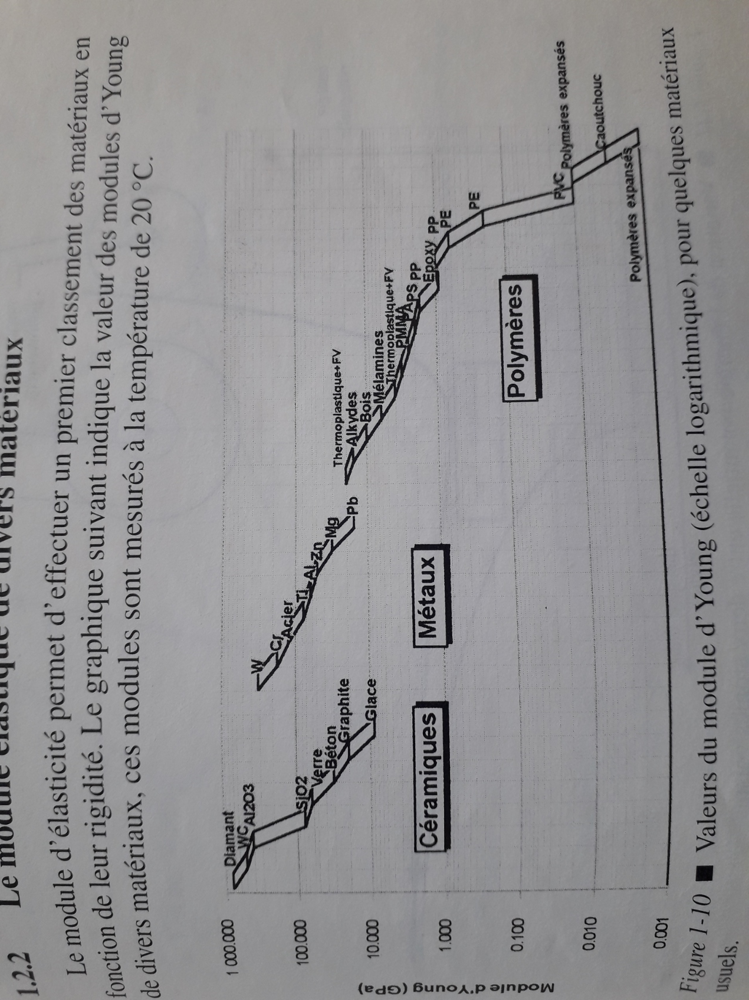 1.2.2 Le module élastique de divers matériaux
Le module d'élasticité permet d'effectuer un premier classement des matériaux en
fonction de leur rigidité. Le graphique suivant indique la valeur des modules d'Young
de divers matériaux, ces modules sont mesurés à la température de 20 °C.
Module d'Young (GPa)
1 000.000
100.000
10.000
1.000
0.100
0.010
0.001
Diamant
WC
Al2O3
SiO2
Verre
Béton
Graphite
Glace
Céramiques
W
Cr
Acier
Ti
Al
Zn
Mg
Pb
Métaux
Thermoplastique+FV
Alkydes
Bois
Mélamines
Thermoplastique+FV
PMMA
PS
PP
Epoxy
PP
PE
PE
PVC
Polymères expansés
Caoutchouc
Polymères expansés
Polymères
Figure 1-10 ■ Valeurs du module d'Young (échelle logarithmique), pour quelques matériaux
usuels.